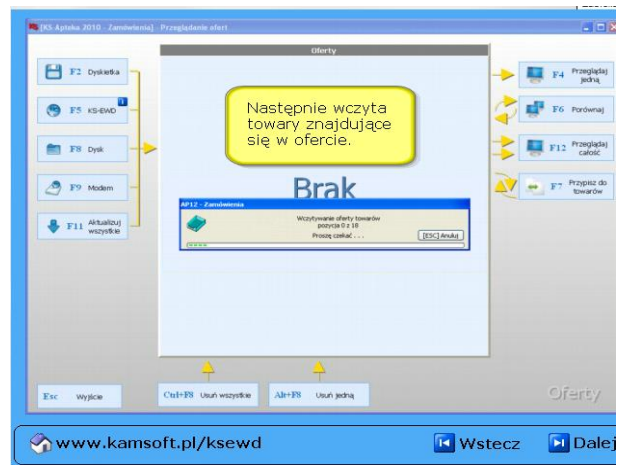 [KS-Apteka 2010 - Zamówienia] - Przeglądanie ofert
Oferty
F2 Dyskietka
F5 KS-EWD
F8 Dysk
F9 Modem
F11 Aktualizuj
wszystkie
Następnie wczyta
towary znajdujące
się w ofercie.
Brak
AP12 - Zamówienia
Wczytywanie oferty towarów
pozycja 0 z 18
Proszę czekać . . .
[ESC] Anuluj
F4 Przeglądaj
jedną
F6 Porównaj
F12 Przeglądaj
całość
F7 Przypisz do
towarów
Esc Wyjście
Ctrl+F8 Usuń wszystkie
Alt+F8 Usuń jedną
Oferty
www.kamsoft.pl/ksewd
Wstecz
Dalej